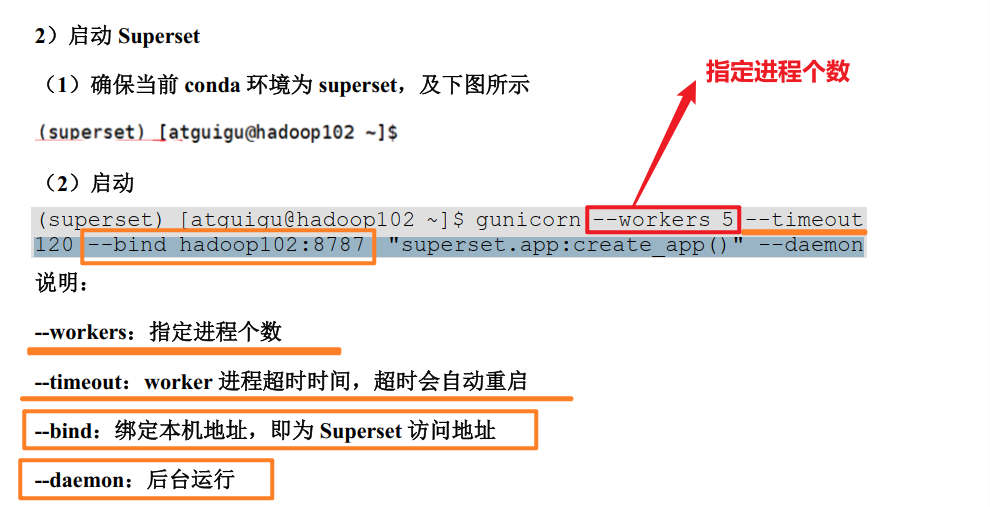 2）启动 Superset
指定进程个数
（1）确保当前 conda 环境为 superset，及下图所示
(superset) [atguigu@hadoop102 ~]$
（2）启动
(superset) [atguigu@hadoop102 ~]$ gunicorn --workers 5 --timeout
120 --bind hadoop102:8787 "superset.app:create_app()" --daemon
说明：
--workers：指定进程个数
--timeout：worker 进程超时时间，超时会自动重启
--bind：绑定本机地址，即为 Superset 访问地址
--daemon：后台运行